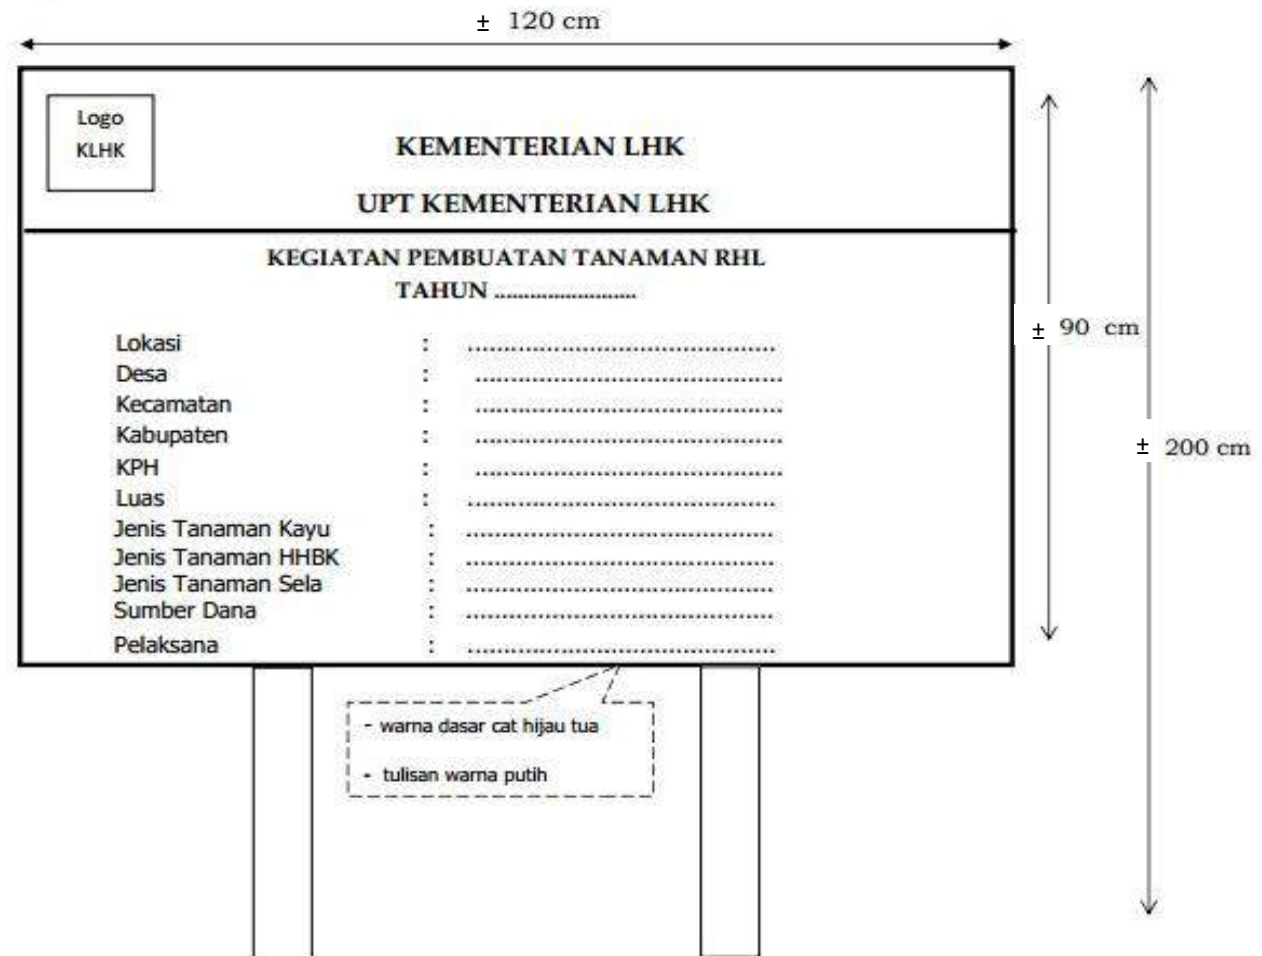 ± 120 cm
Logo
KLHK
KEMENTERIAN LHK
UPT KEMENTERIAN LHK
KEGIATAN PEMBUATAN TANAMAN RHL
TAHUN ............................
± 90 cm
Lokasi : ............................................
Desa : ............................................
Kecamatan : ............................................
Kabupaten : ............................................
± 200 cm
KPH : ............................................
Luas : ............................................
Jenis Tanaman Kayu : ............................................
Jenis Tanaman HHBK : ............................................
Jenis Tanaman Sela : ............................................
Sumber Dana : ............................................
Pelaksana : ............................................
- warna dasar cat hijau tua
- tulisan warna putih